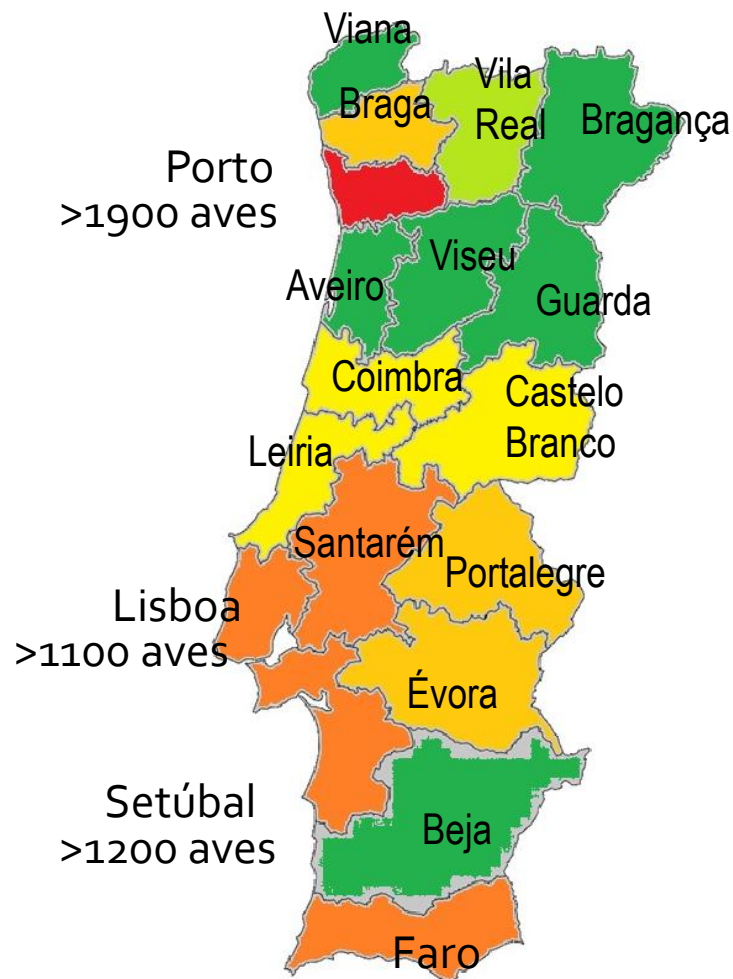 Viana
Vila
Braga
Real
Bragança
Porto
>1900 aves
Viseu
Aveiro
Guarda
Coimbra
Castelo
Branco
Leiria
Santarém
Portalegre
Lisboa
>1100 aves
Évora
Setúbal
>1200 aves
Beja
Faro